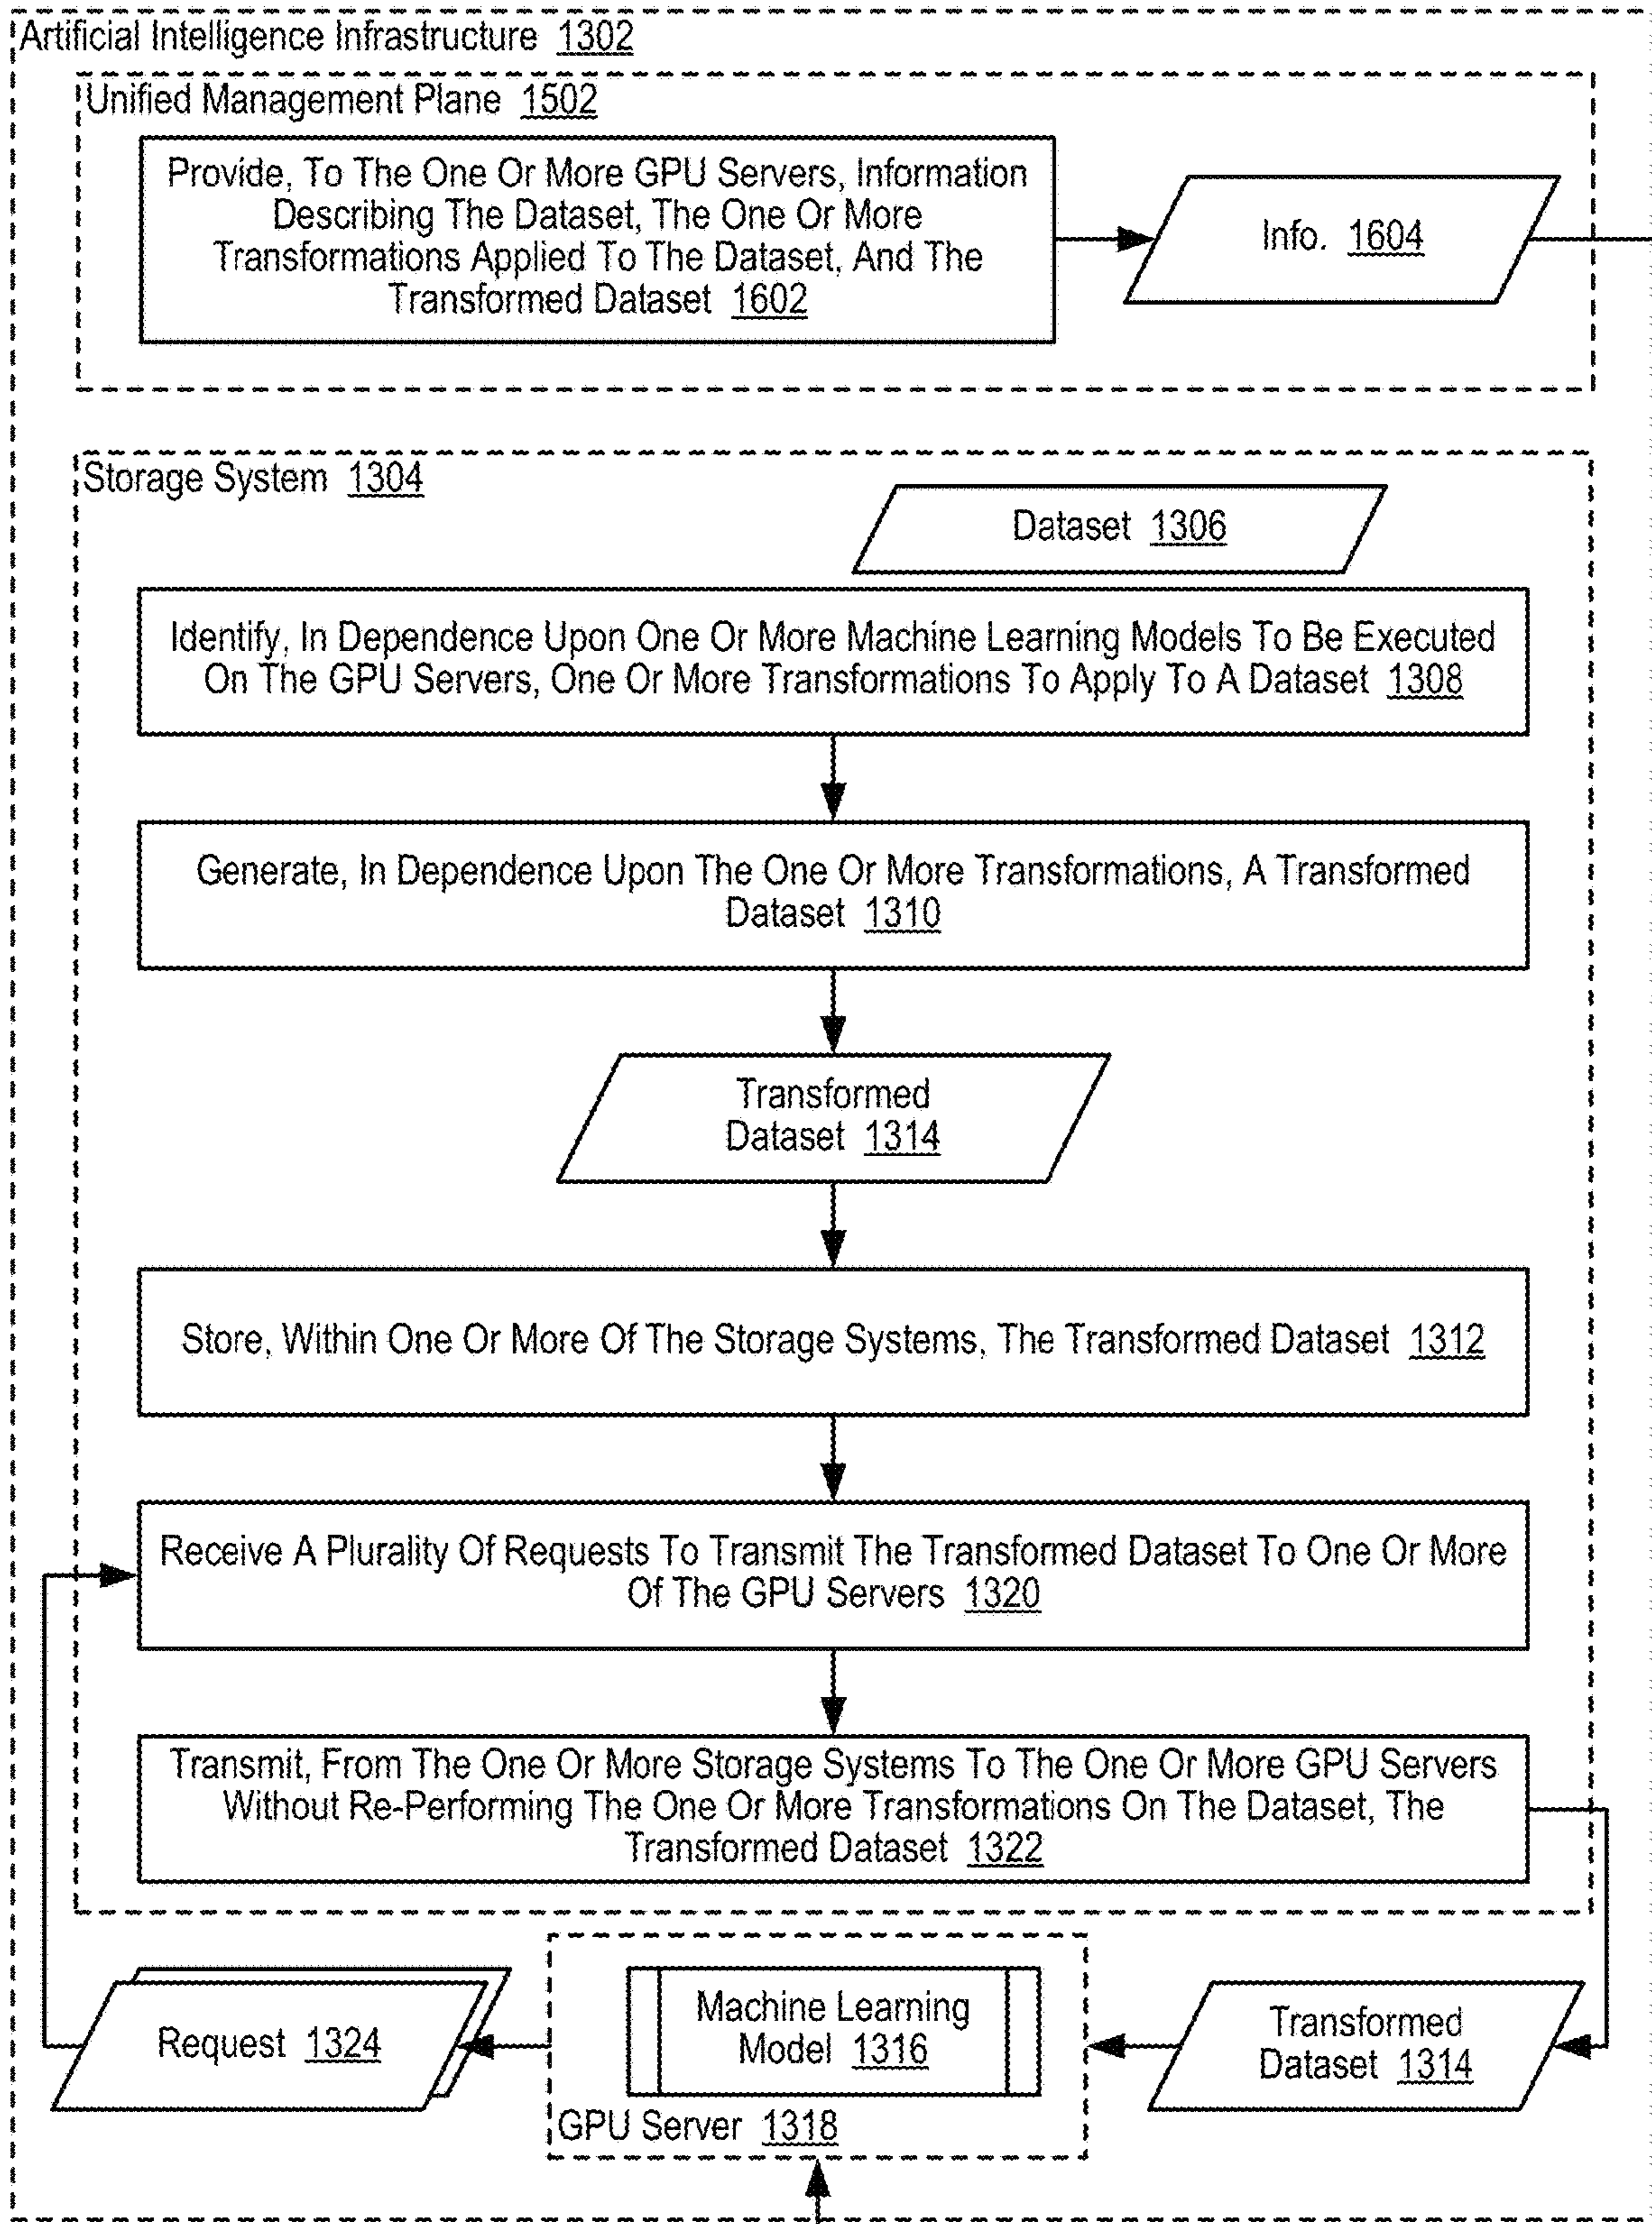 Artificial Intelligence Infrastructure 1302
Unified Management Plane 1502
Provide, To The One Or More GPU Servers, Information
Describing The Dataset, The One Or More
Transformations Applied To The Dataset, And The
Transformed Dataset 1602
Info. 1604
Storage System 1304
Dataset 1306
Identify, In Dependence Upon One Or More Machine Learning Models To Be Executed
On The GPU Servers, One Or More Transformations To Apply To A Dataset 1308
Generate, In Dependence Upon The One Or More Transformations, A Transformed
Dataset 1310
Transformed
Dataset 1314
Store, Within One Or More Of The Storage Systems, The Transformed Dataset 1312
Receive A Plurality Of Requests To Transmit The Transformed Dataset To One Or More
Of The GPU Servers 1320
Transmit, From The One Or More Storage Systems To The One Or More GPU Servers
Without Re-Performing The One Or More Transformations On The Dataset, The
Transformed Dataset 1322
Request 1324
Machine Learning
Model 1316
GPU Server 1318
Transformed
Dataset 1314